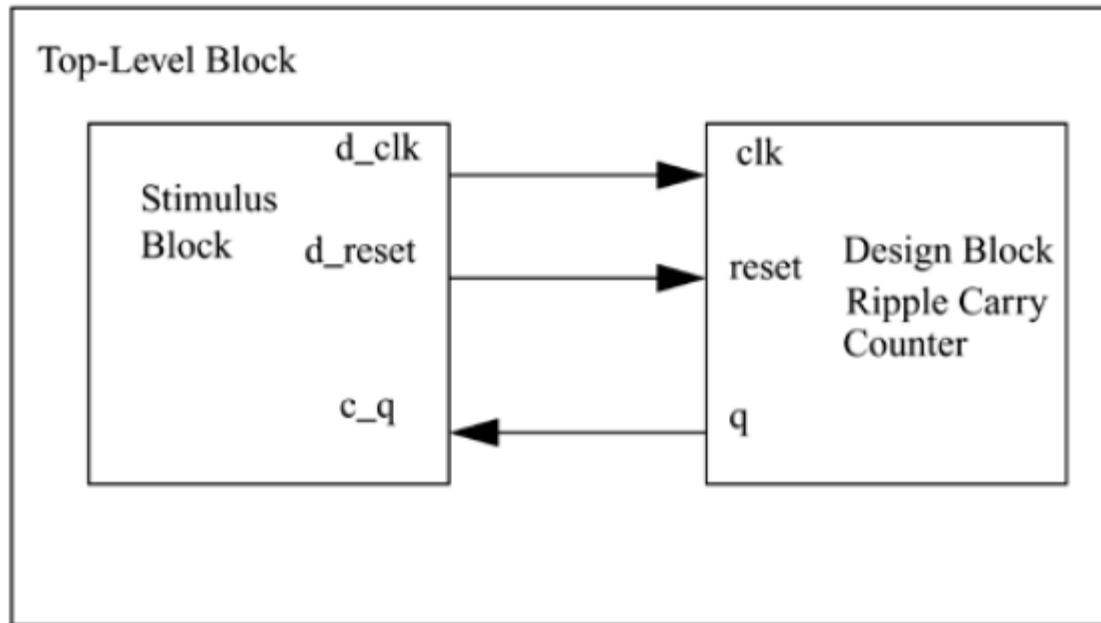 Top-Level Block
d_clk
clk
Stimulus
Block
d_reset
reset
Design Block
Ripple Carry
Counter
c_q
q